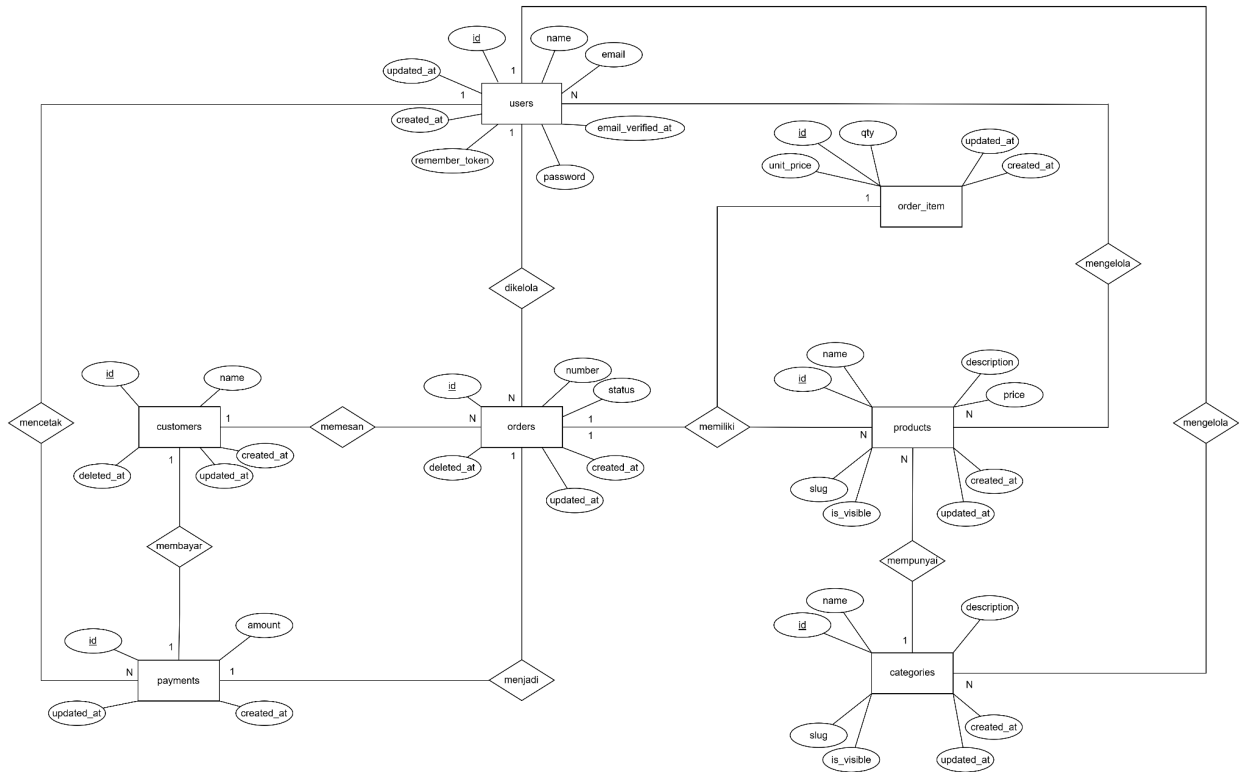 id
name
email
updated_at
1
1
N
users
created_at
email_verified_at
1
remember_token
password
id
qty
updated_at
unit_price
created_at
1
order_item
mengelola
dikelola
name
description
id
price
id
name
number
id
status
N
N
1
1
N
mencetak
customers
memesan
orders
memiliki
products
mengelola
N
1
1
1
N
deleted_at
updated_at
created_at
deleted_at
created_at
updated_at
slug
is_visible
created_at
updated_at
membayar
mempunyai
name
description
id
1
id
amount
1
N
1
payments
menjadi
categories
N
updated_at
created_at
slug
is_visible
created_at
updated_at